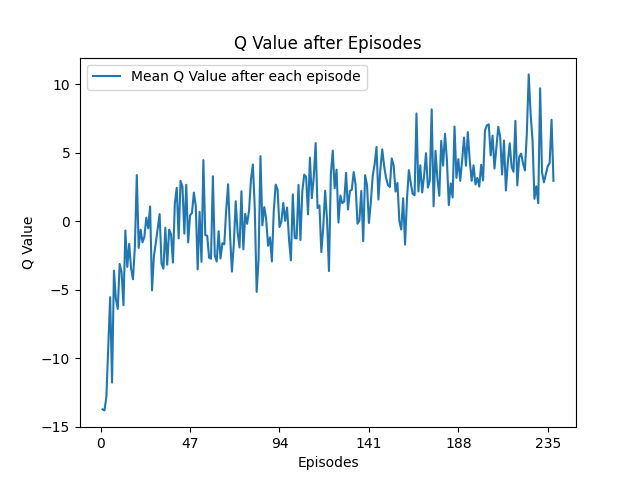 Q Value after Episodes
Mean Q Value after each episode
10
5
0
−5
−10
−15
Q Value
0 47 94 141 188 235
Episodes